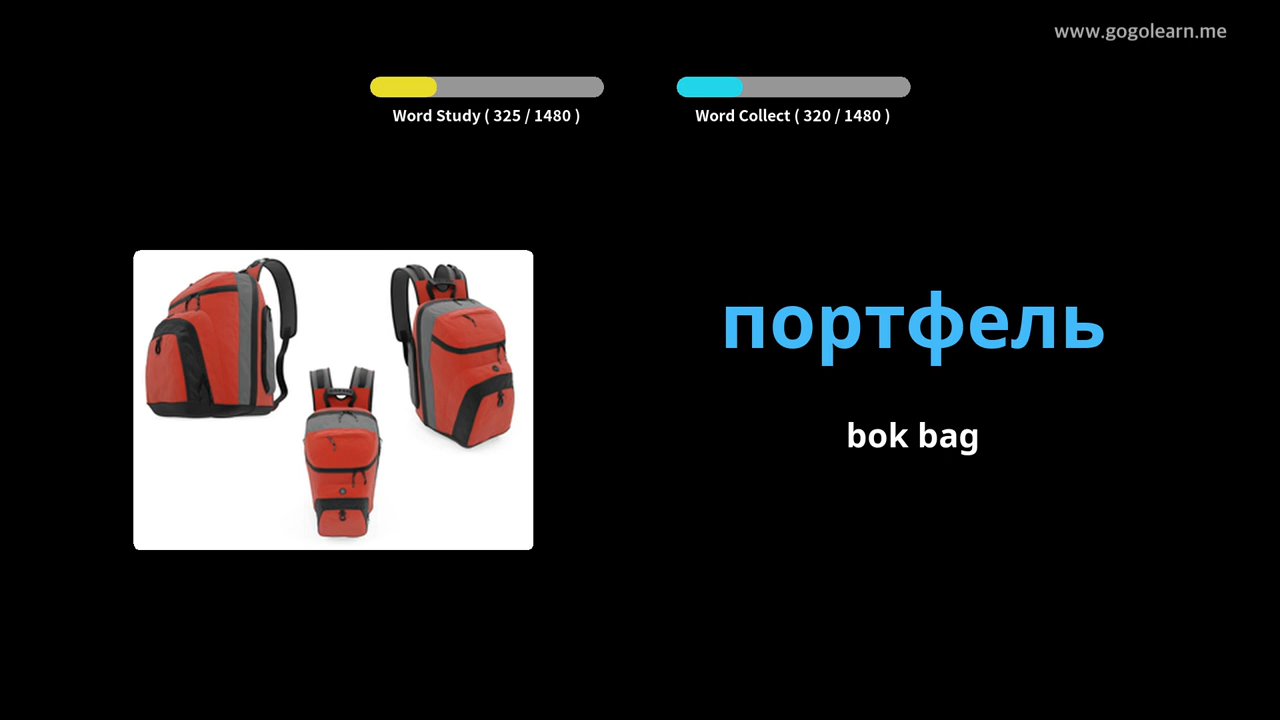 www.gogolearn.me
Word Study ( 325 / 1480 )
Word Collect ( 320 / 1480 )
портфель
bok bag